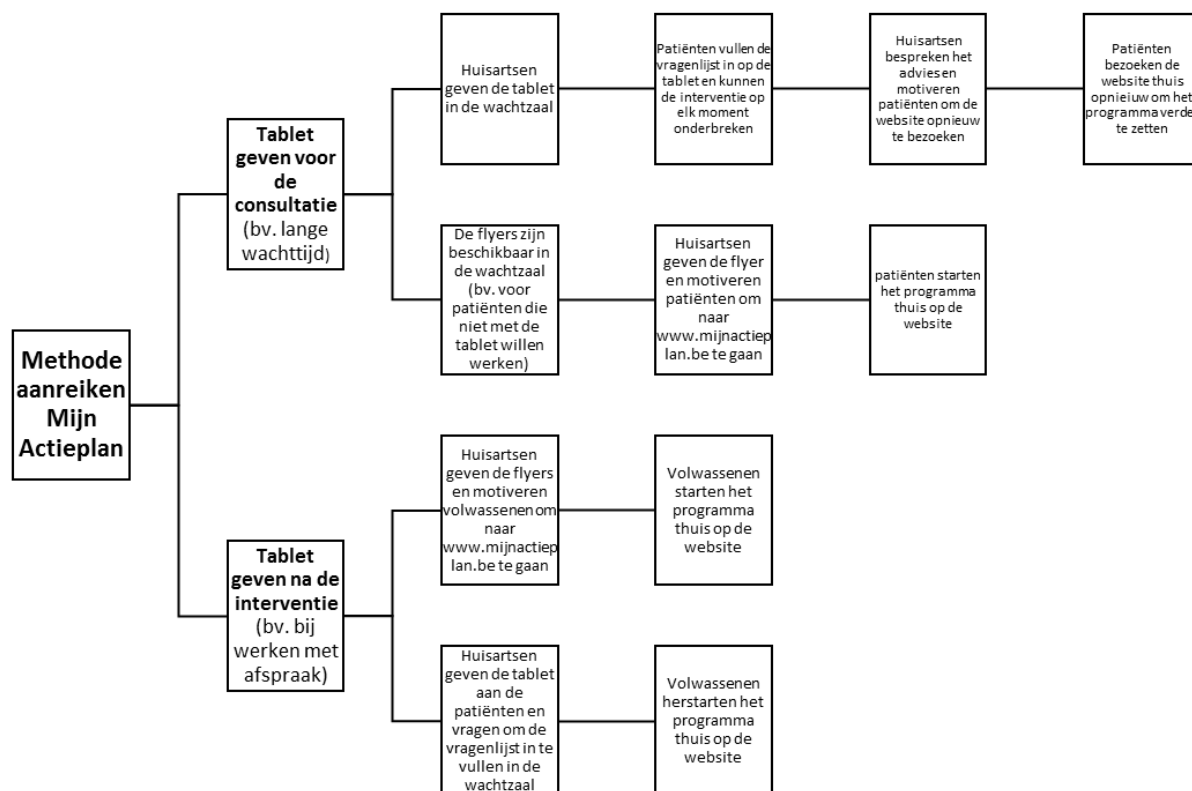 Methode
aanreiken
Mijn
Actieplan
Tablet
geven voor
de
consultatie
(bv. lange
wachttijd)
Huisartsen
geven de tablet
in de wachtzaal
Patiënten vullen de
vragenlijst in op de
tablet en kunnen
de interventie op
elk moment
onderbreken
Huisartsen
bespreken het
advies en
motiveren
patiënten om de
website opnieuw
te bezoeken
Patiënten
bezoeken de
website thuis
opnieiuw om het
programma verde
te zetten
De flyers zijn
beschikbaar in
de wachtzaal
(bv. voor
patiënten die
niet met de
tablet willen
werken)
Huisartsen
geven de flyer
en motiveren
patiënten om
naar
www.mijnactiep
lan.be te gaan
patiënten starten
het programma
thuis op de
website
Tablet
geven na de
interventie
(bv. bij
werken met
afspraak)
Huisartsen
geven de flyers
en motiveren
volwassenen om
naar
www.mijnactiep
lan.be te gaan
Volwassenen
starten het
programma
thuis op de
website
Huisartsen
geven de tablet
aan de
patiënten en
vragen om de
vragenlijst in te
vullen in de
wachtzaal
Volwassenen
herstarten het
programma
thuis op de
website